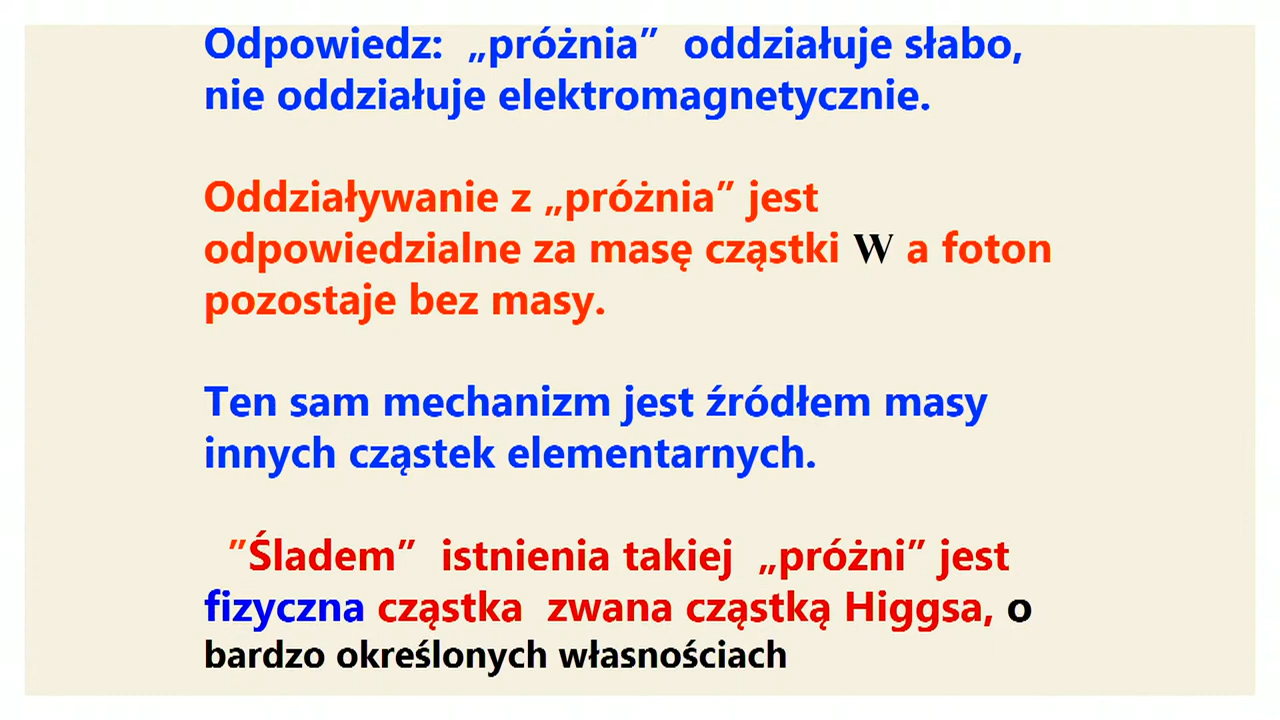 Odpowiedz: „próżnia” oddziałuje słabo,
nie oddziałuje elektromagnetycznie.
Oddziaływanie z „próżnia” jest
odpowiedzialne za masę cząstki W a foton
pozostaje bez masy.
Ten sam mechanizm jest źródłem masy
innych cząstek elementarnych.
”Śladem” istnienia takiej „próżni” jest
fizyczna cząstka zwana cząstką Higgsa, o
bardzo określonych własnościach